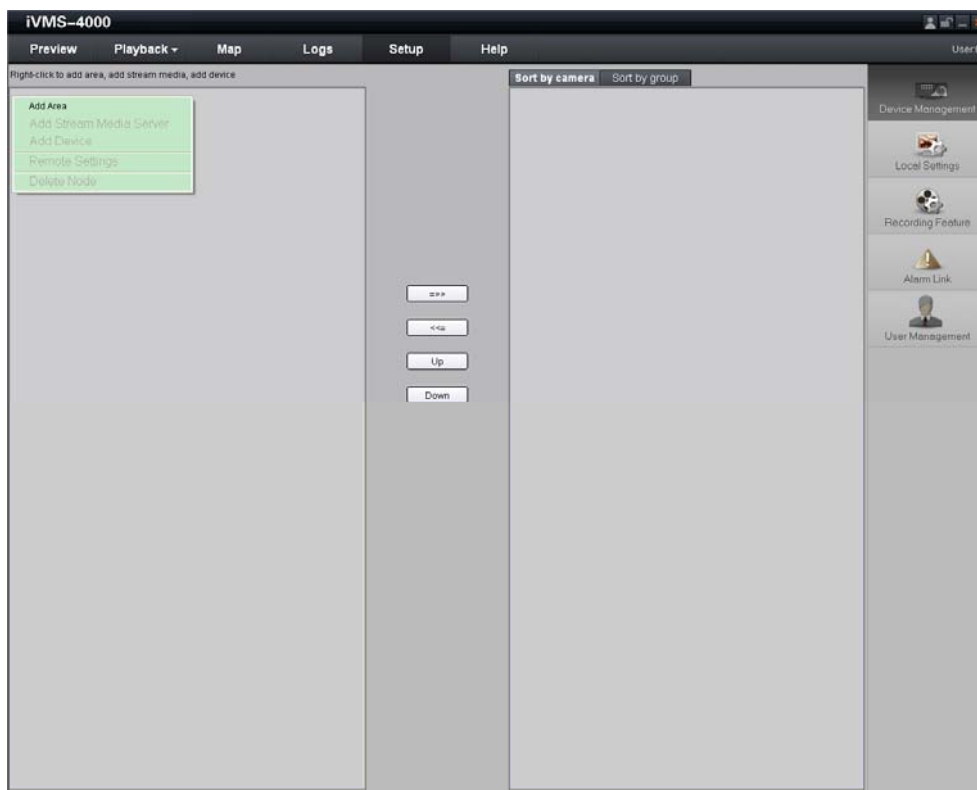 iVMS-4000
Preview Playback Map Logs Setup Help User:
Right-click to add area, add stream media, add device
Sort by camera Sort by group
Add Area
Add Stream Media Server
Add Device
Remote Settings
Delete Node
=>>
<<=
Up
Down
Device Management
Local Settings
Recording Feature
Alarm Link
User Management